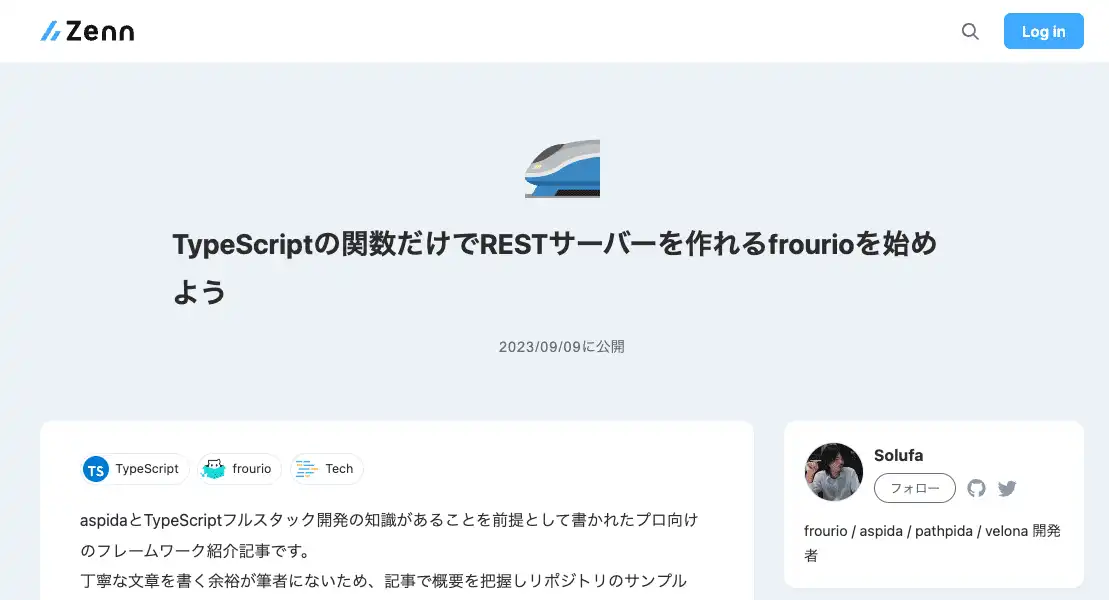 Zenn
Log in
TypeScriptの関数だけでRESTサーバーを作れるfrourioを始め
よう
2023/09/09に公開
TS
TypeScript
frourio
Tech
aspidaとTypeScriptフルスタック開発の知識があることを前提として書かれたプロ向け
のフレームワーク紹介記事です。
丁寧な文章を書く余裕が筆者にないため、記事で概要を把握しリポジトリのサンプル
Solufa
フォロー
frourio / aspida / pathpida / velona 開発
者